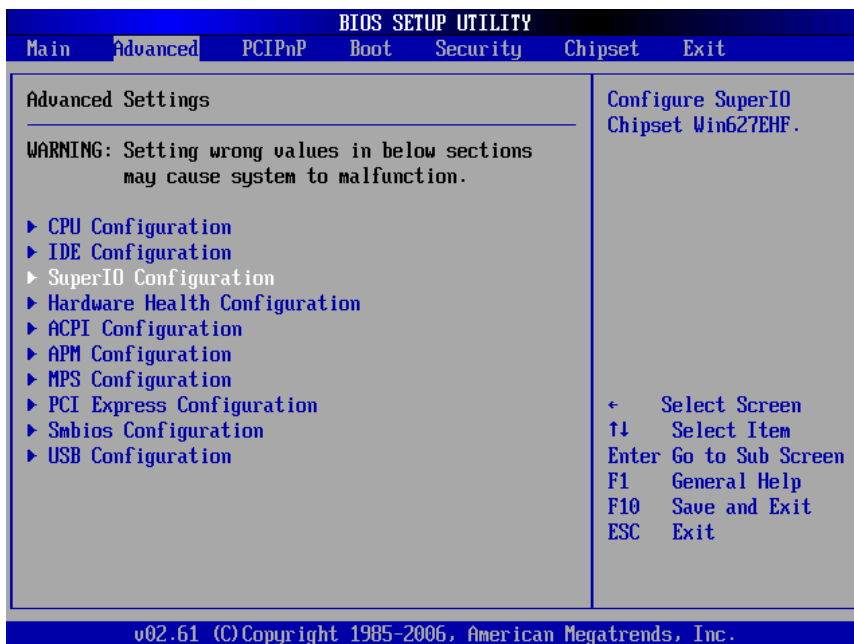 BIOS SETUP UTILITY
Main Advanced PCIPnP Boot Security Chipset Exit
Advanced Settings
WARNING: Setting wrong values in below sections
may cause system to malfunction.
▶ CPU Configuration
▶ IDE Configuration
▶ SuperIO Configuration
▶ Hardware Health Configuration
▶ ACPI Configuration
▶ APM Configuration
▶ MPS Configuration
▶ PCI Express Configuration
▶ Smbios Configuration
▶ USB Configuration
Configure SuperIO
Chipset Win627EHF.
← Select Screen
↑↓ Select Item
Enter Go to Sub Screen
F1 General Help
F10 Save and Exit
ESC Exit
v02.61 (C)Copyright 1985-2006, American Megatrends, Inc.